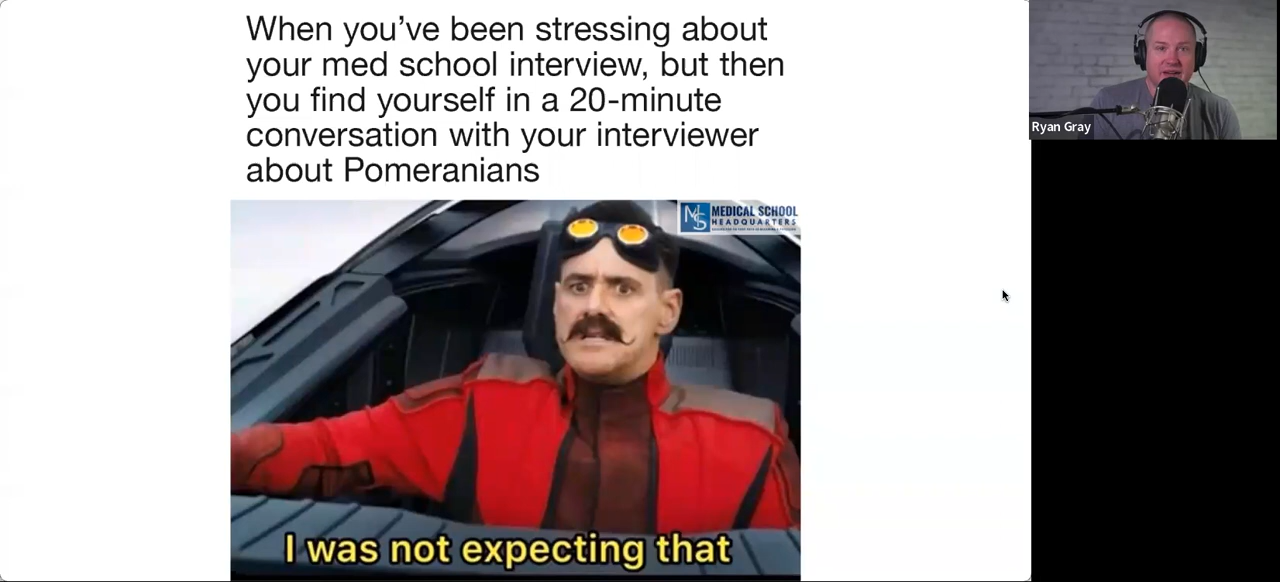 When you’ve been stressing about
your med school interview, but then
you find yourself in a 20-minute
conversation with your interviewer
about Pomeranians
MEDICAL SCHOOL
HEADQUARTERS
I was not expecting that
Ryan Gray